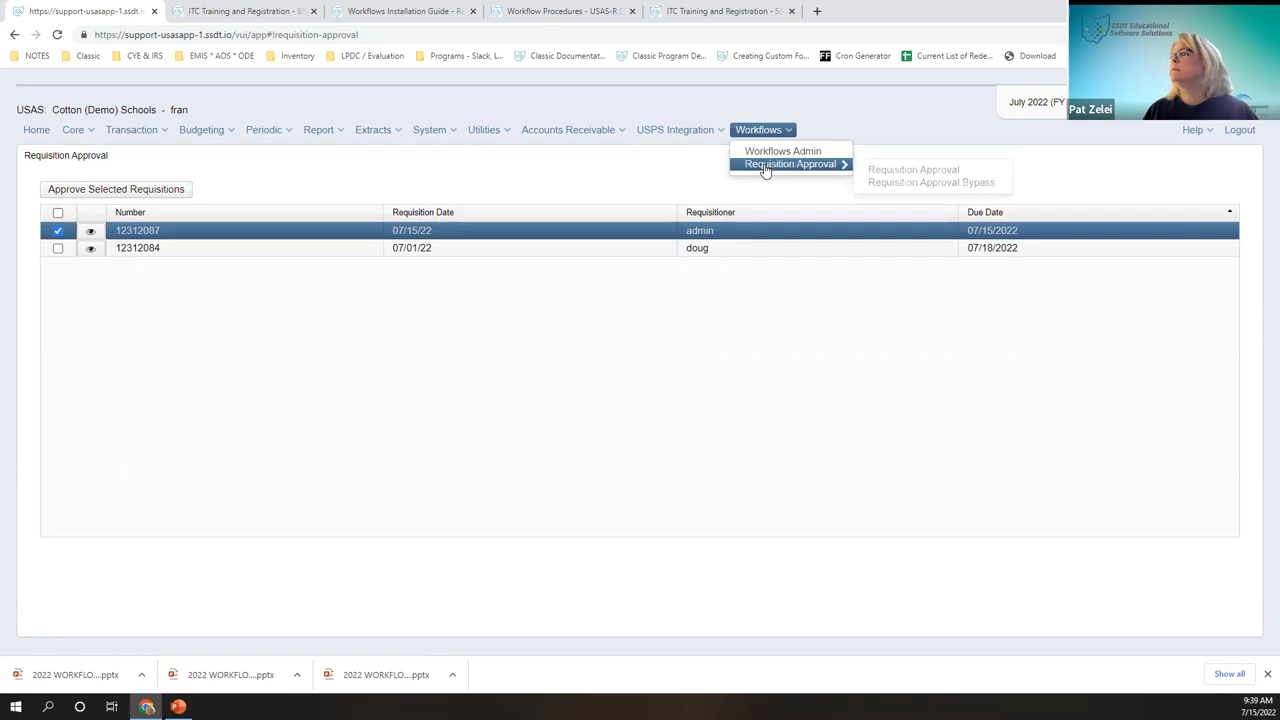 https://support-usasapp-1.ssdt.io/
ITC Training and Registration - S
Workflows Installation Guide - R
Workflow Procedures - USAS-R D
ITC Training and Registration - S
https://support-usasapp-1.ssdt.io/vui/app#!requisition-approval
NOTES
Classic
CYE & IRS
EMIS * AOS * ODE
Inventory
LPDC / Evaluation
Programs - Slack, I...
Classic Documentat...
Classic Program De...
Creating Custom Fo...
FF Cron Generator
Current List of Rede...
Download
SSDT Educational
Software Solutions
Pat Zelei
USAS: Cotton (Demo) Schools - fran
July 2022 (FY
Home
Core
Transaction
Budgeting
Periodic
Report
Extracts
System
Utilities
Accounts Receivable
USPS Integration
Workflows
Help
Logout
Workflows Admin
Requisition Approval
Requisition Approval
Requisition Approval Bypass
Requisition Approval
Approve Selected Requisitions
Number Requisition Date Requisitioner Due Date
12312087 07/15/22 admin 07/15/2022
12312084 07/01/22 doug 07/18/2022
2022 WORKFLO....pptx
2022 WORKFLO....pptx
2022 WORKFLO....pptx
Show all
9:39 AM
7/15/2022